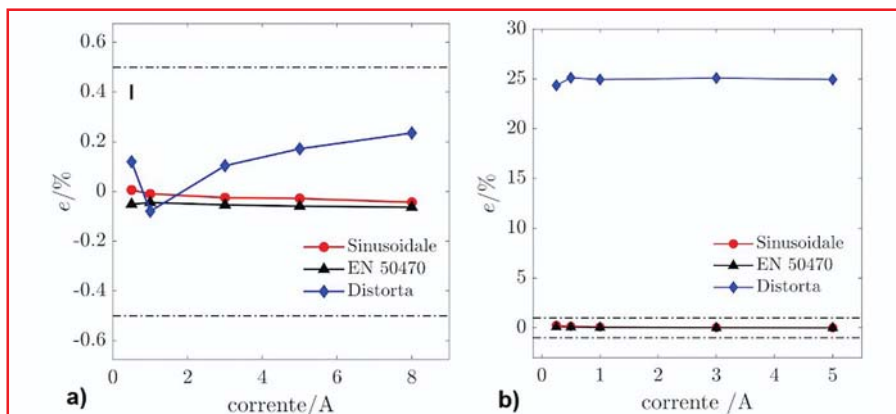 0.6
0.4
0.2
0
-0.2
-0.4
-0.6
e/%
Sinusoidale
EN 50470
Distorta
0 2 4 6 8
a)
corrente/A
30
25
20
15
10
5
0
e/%
Sinusoidale
EN 50470
Distorta
0 1 2 3 4 5
b)
corrente /A